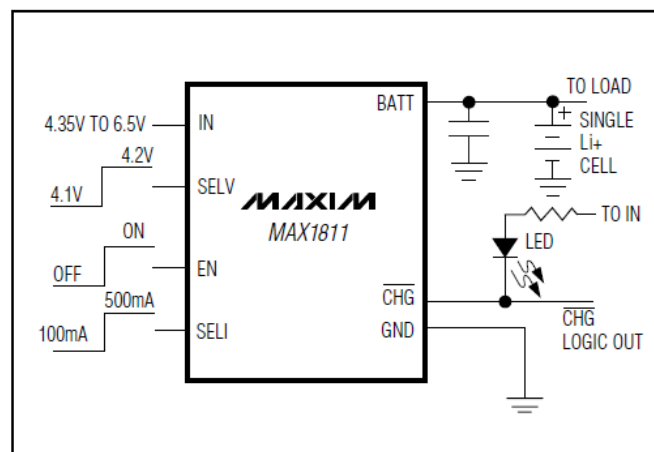 BATT
TO LOAD
4.35V TO 6.5V
IN
+
SINGLE
Li+
CELL
4.2V
4.1V
SELV
MAXIM
MAX1811
TO IN
LED
ON
OFF
EN
CHG
CHG
LOGIC OUT
500mA
100mA
SELI
GND